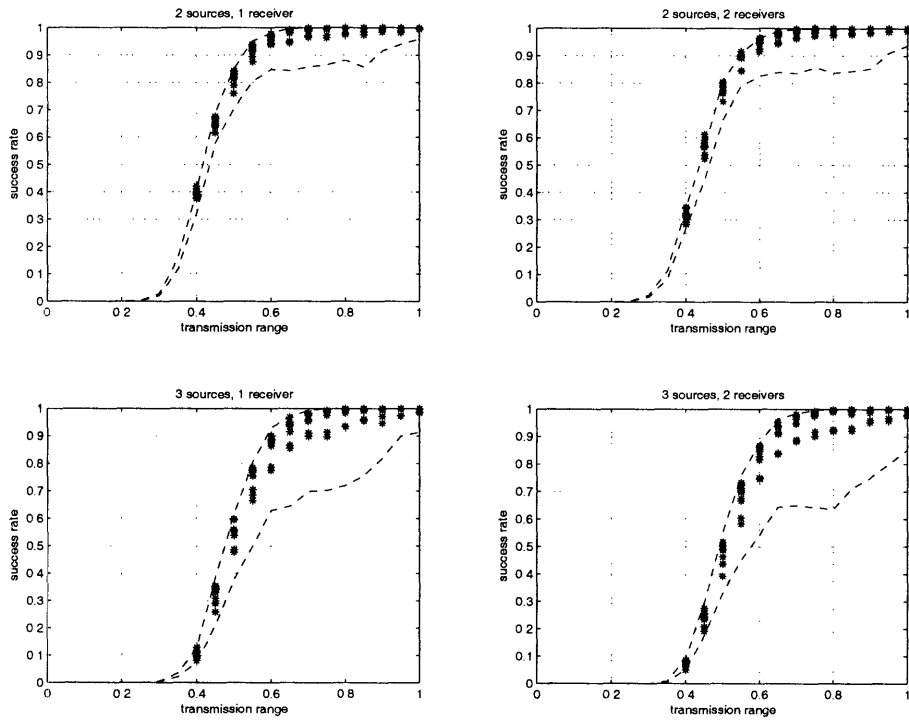 2 sources, 1 receiver
1
0.9
0.8
0.7
0.6
0.5
0.4
0.3
0.2
0.1
0
success rate
0 0.2 0.4 0.6 0.8 1
transmission range
2 sources, 2 receivers
1
0.9
0.8
0.7
0.6
0.5
0.4
0.3
0.2
0.1
0
success rate
0 0.2 0.4 0.6 0.8 1
transmission range
3 sources, 1 receiver
1
0.9
0.8
0.7
0.6
0.5
0.4
0.3
0.2
0.1
0
success rate
0 0.2 0.4 0.6 0.8 1
transmission range
3 sources, 2 receivers
1
0.9
0.8
0.7
0.6
0.5
0.4
0.3
0.2
0.1
0
success rate
0 0.2 0.4 0.6 0.8 1
transmission range